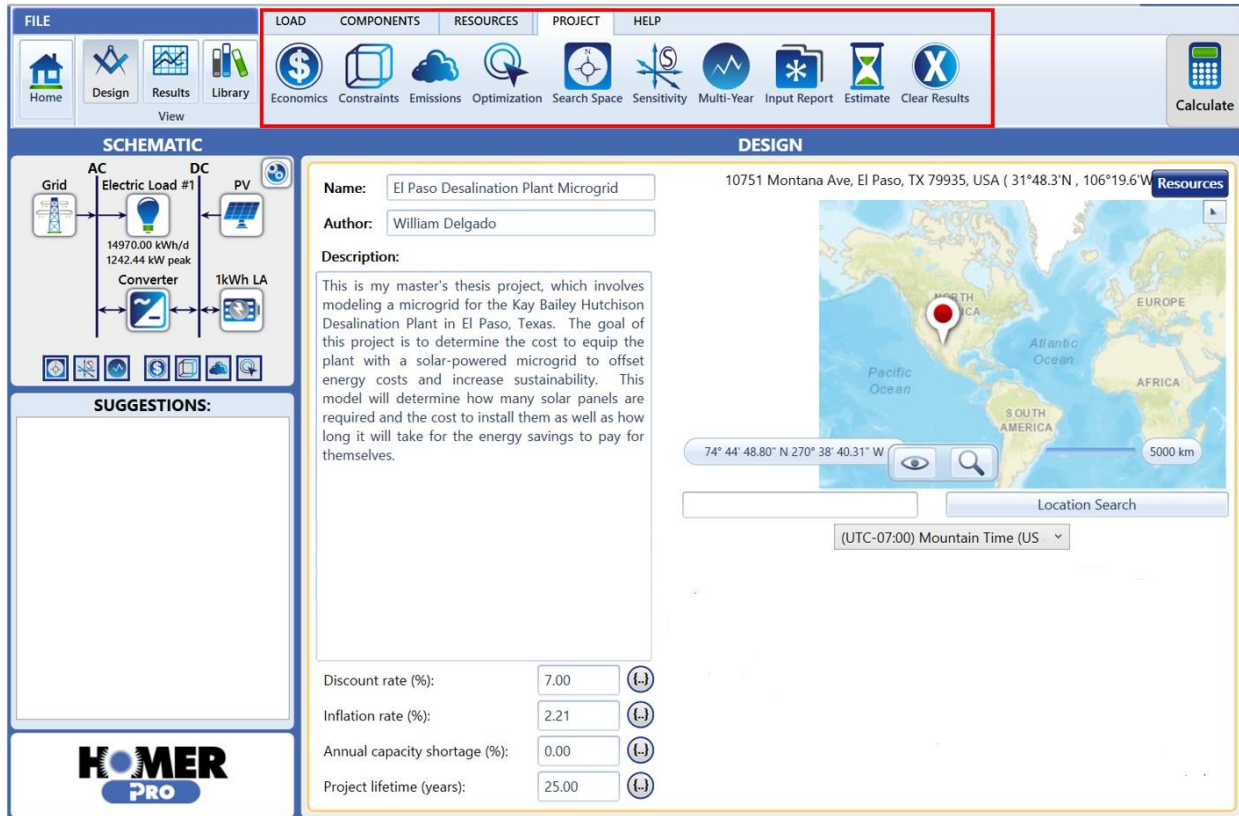 FILE
LOAD COMPONENTS RESOURCES PROJECT HELP
Home
Design Results Library
View
Economics Constraints Emissions Optimization Search Space Sensitivity Multi-Year Input Report Estimate Clear Results
Calculate
SCHEMATIC
AC DC
Grid Electric Load #1 PV
14970.00 kWh/d
1242.44 kW peak
Converter 1kWh LA
SUGGESTIONS:
HOMER
PRO
DESIGN
Name: El Paso Desalination Plant Microgrid
Author: William Delgado
Description:
This is my master's thesis project, which involves
modeling a microgrid for the Kay Bailey Hutchison
Desalination Plant in El Paso, Texas. The goal of
this project is to determine the cost to equip the
plant with a solar-powered microgrid to offset
energy costs and increase sustainability. This
model will determine how many solar panels are
required and the cost to install them as well as how
long it will take for the energy savings to pay for
themselves.
Discount rate (%): 7.00 {..}
Inflation rate (%): 2.21 {..}
Annual capacity shortage (%): 0.00 {..}
Project lifetime (years): 25.00 {..}
10751 Montana Ave, El Paso, TX 79935, USA ( 31°48.3'N , 106°19.6'W
Resources
EUROPE
Atlantic
Ocean
Pacific
Ocean
AFRICA
SOUTH
AMERICA
74° 44' 48.80" N 270° 38' 40.31" W
5000 km
Location Search
(UTC-07:00) Mountain Time (US